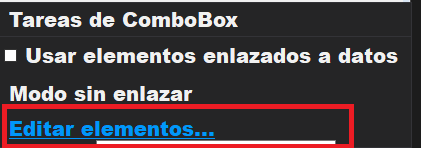 Tareas de ComboBox
Usar elementos enlazados a datos
Modo sin enlazar
Editar elementos...